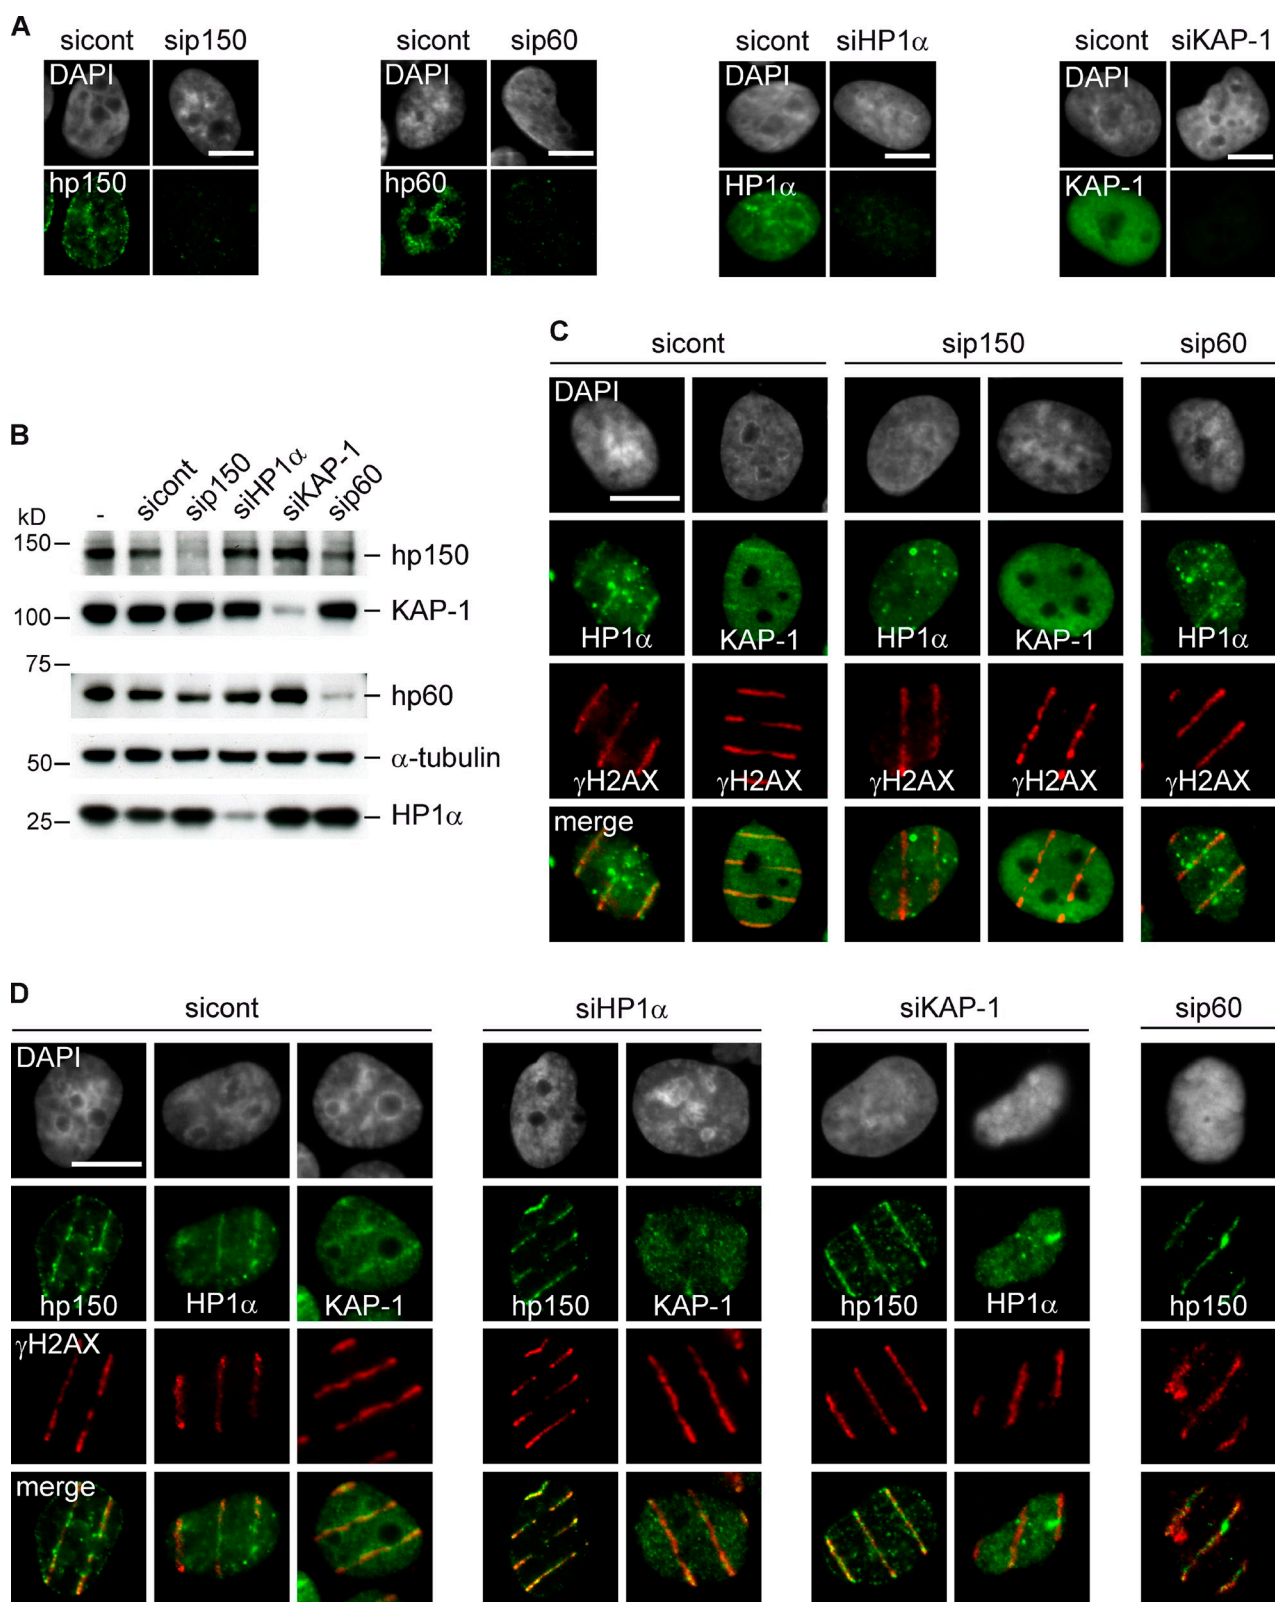 A
sicont sip150
DAPI
hp150
sicont sip60
DAPI
hp60
sicont siHP1α
DAPI
HP1α
sicont siKAP-1
DAPI
KAP-1
B
kD
- sicont sip150 siHP1α siKAP-1 sip60
150 hp150
100 KAP-1
75
hp60
50 α-tubulin
25 HP1α
C
sicont sip150 sip60
DAPI
HP1α KAP-1 HP1α KAP-1 HP1α
γH2AX γH2AX γH2AX γH2AX γH2AX
merge
D
sicont siHP1α siKAP-1 sip60
DAPI
hp150 HP1α KAP-1 hp150 KAP-1 hp150 HP1α hp150
γH2AX
merge